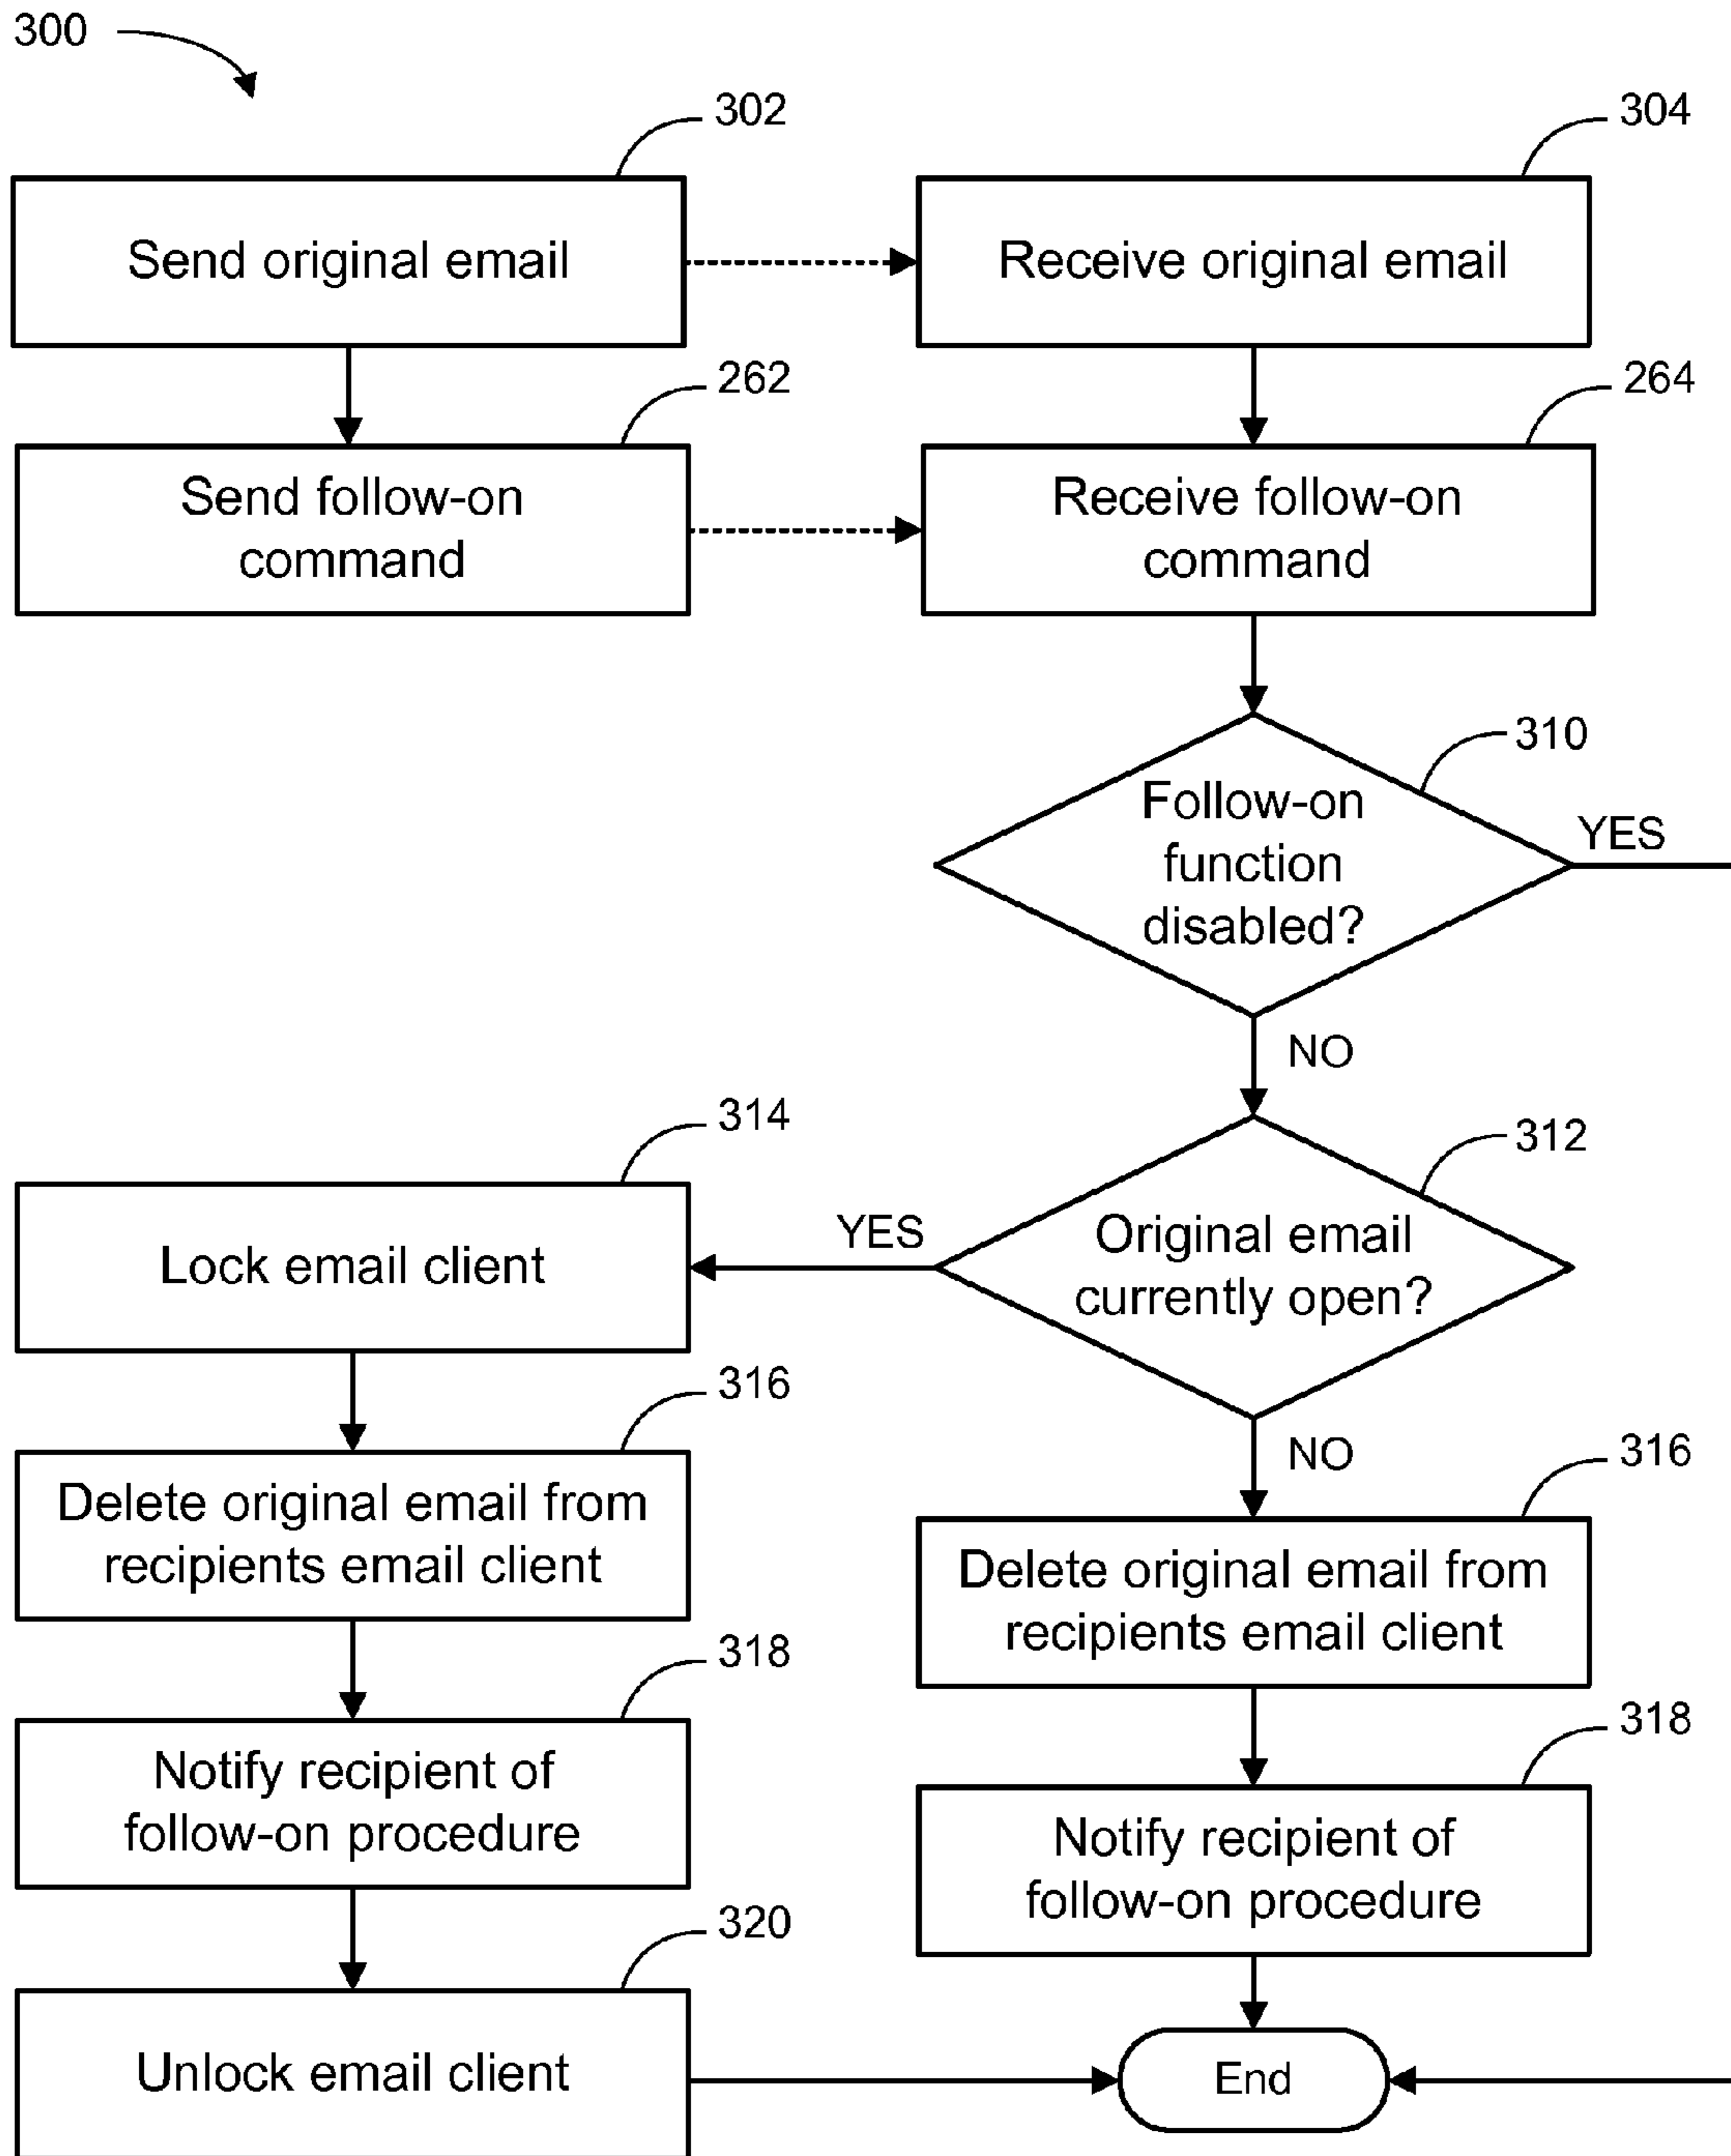 300
302
304
Send original email
Receive original email
262
264
Send follow-on
command
Receive follow-on
command
310
Follow-on
function
disabled?
YES
NO
314
312
Lock email client
YES
Original email
currently open?
316
NO
316
Delete original email from
recipients email client
Delete original email from
recipients email client
318
318
Notify recipient of
follow-on procedure
Notify recipient of
follow-on procedure
320
Unlock email client
End